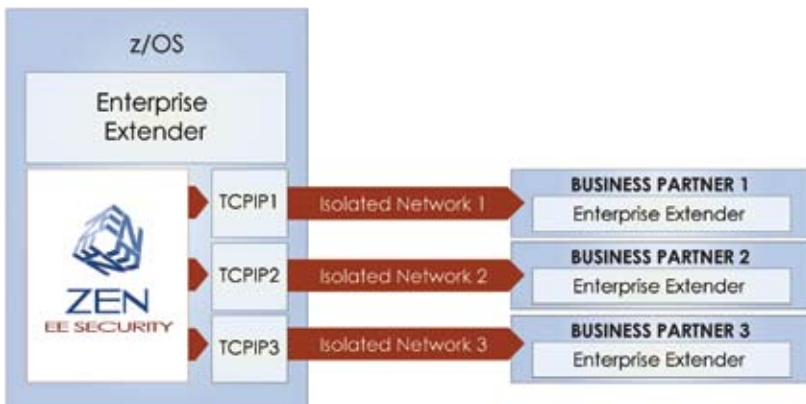 z/OS
Enterprise
Extender
ZEN
EE SECURITY
TCPIP1
Isolated Network 1
BUSINESS PARTNER 1
Enterprise Extender
TCPIP2
Isolated Network 2
BUSINESS PARTNER 2
Enterprise Extender
TCPIP3
Isolated Network 3
BUSINESS PARTNER 3
Enterprise Extender